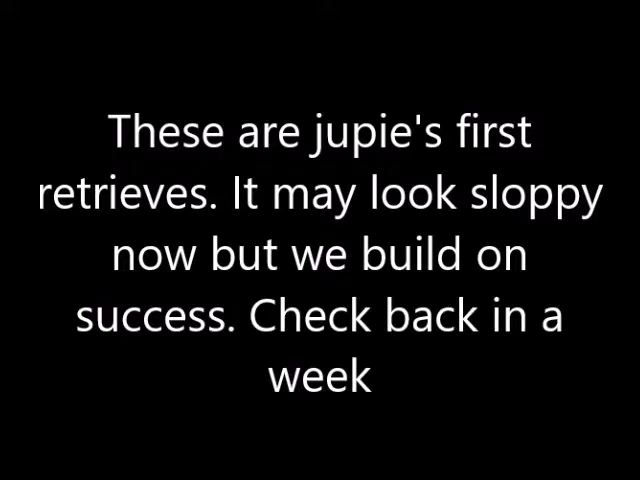 These are jupie's first
retrieves. It may look sloppy
now but we build on
success. Check back in a
week